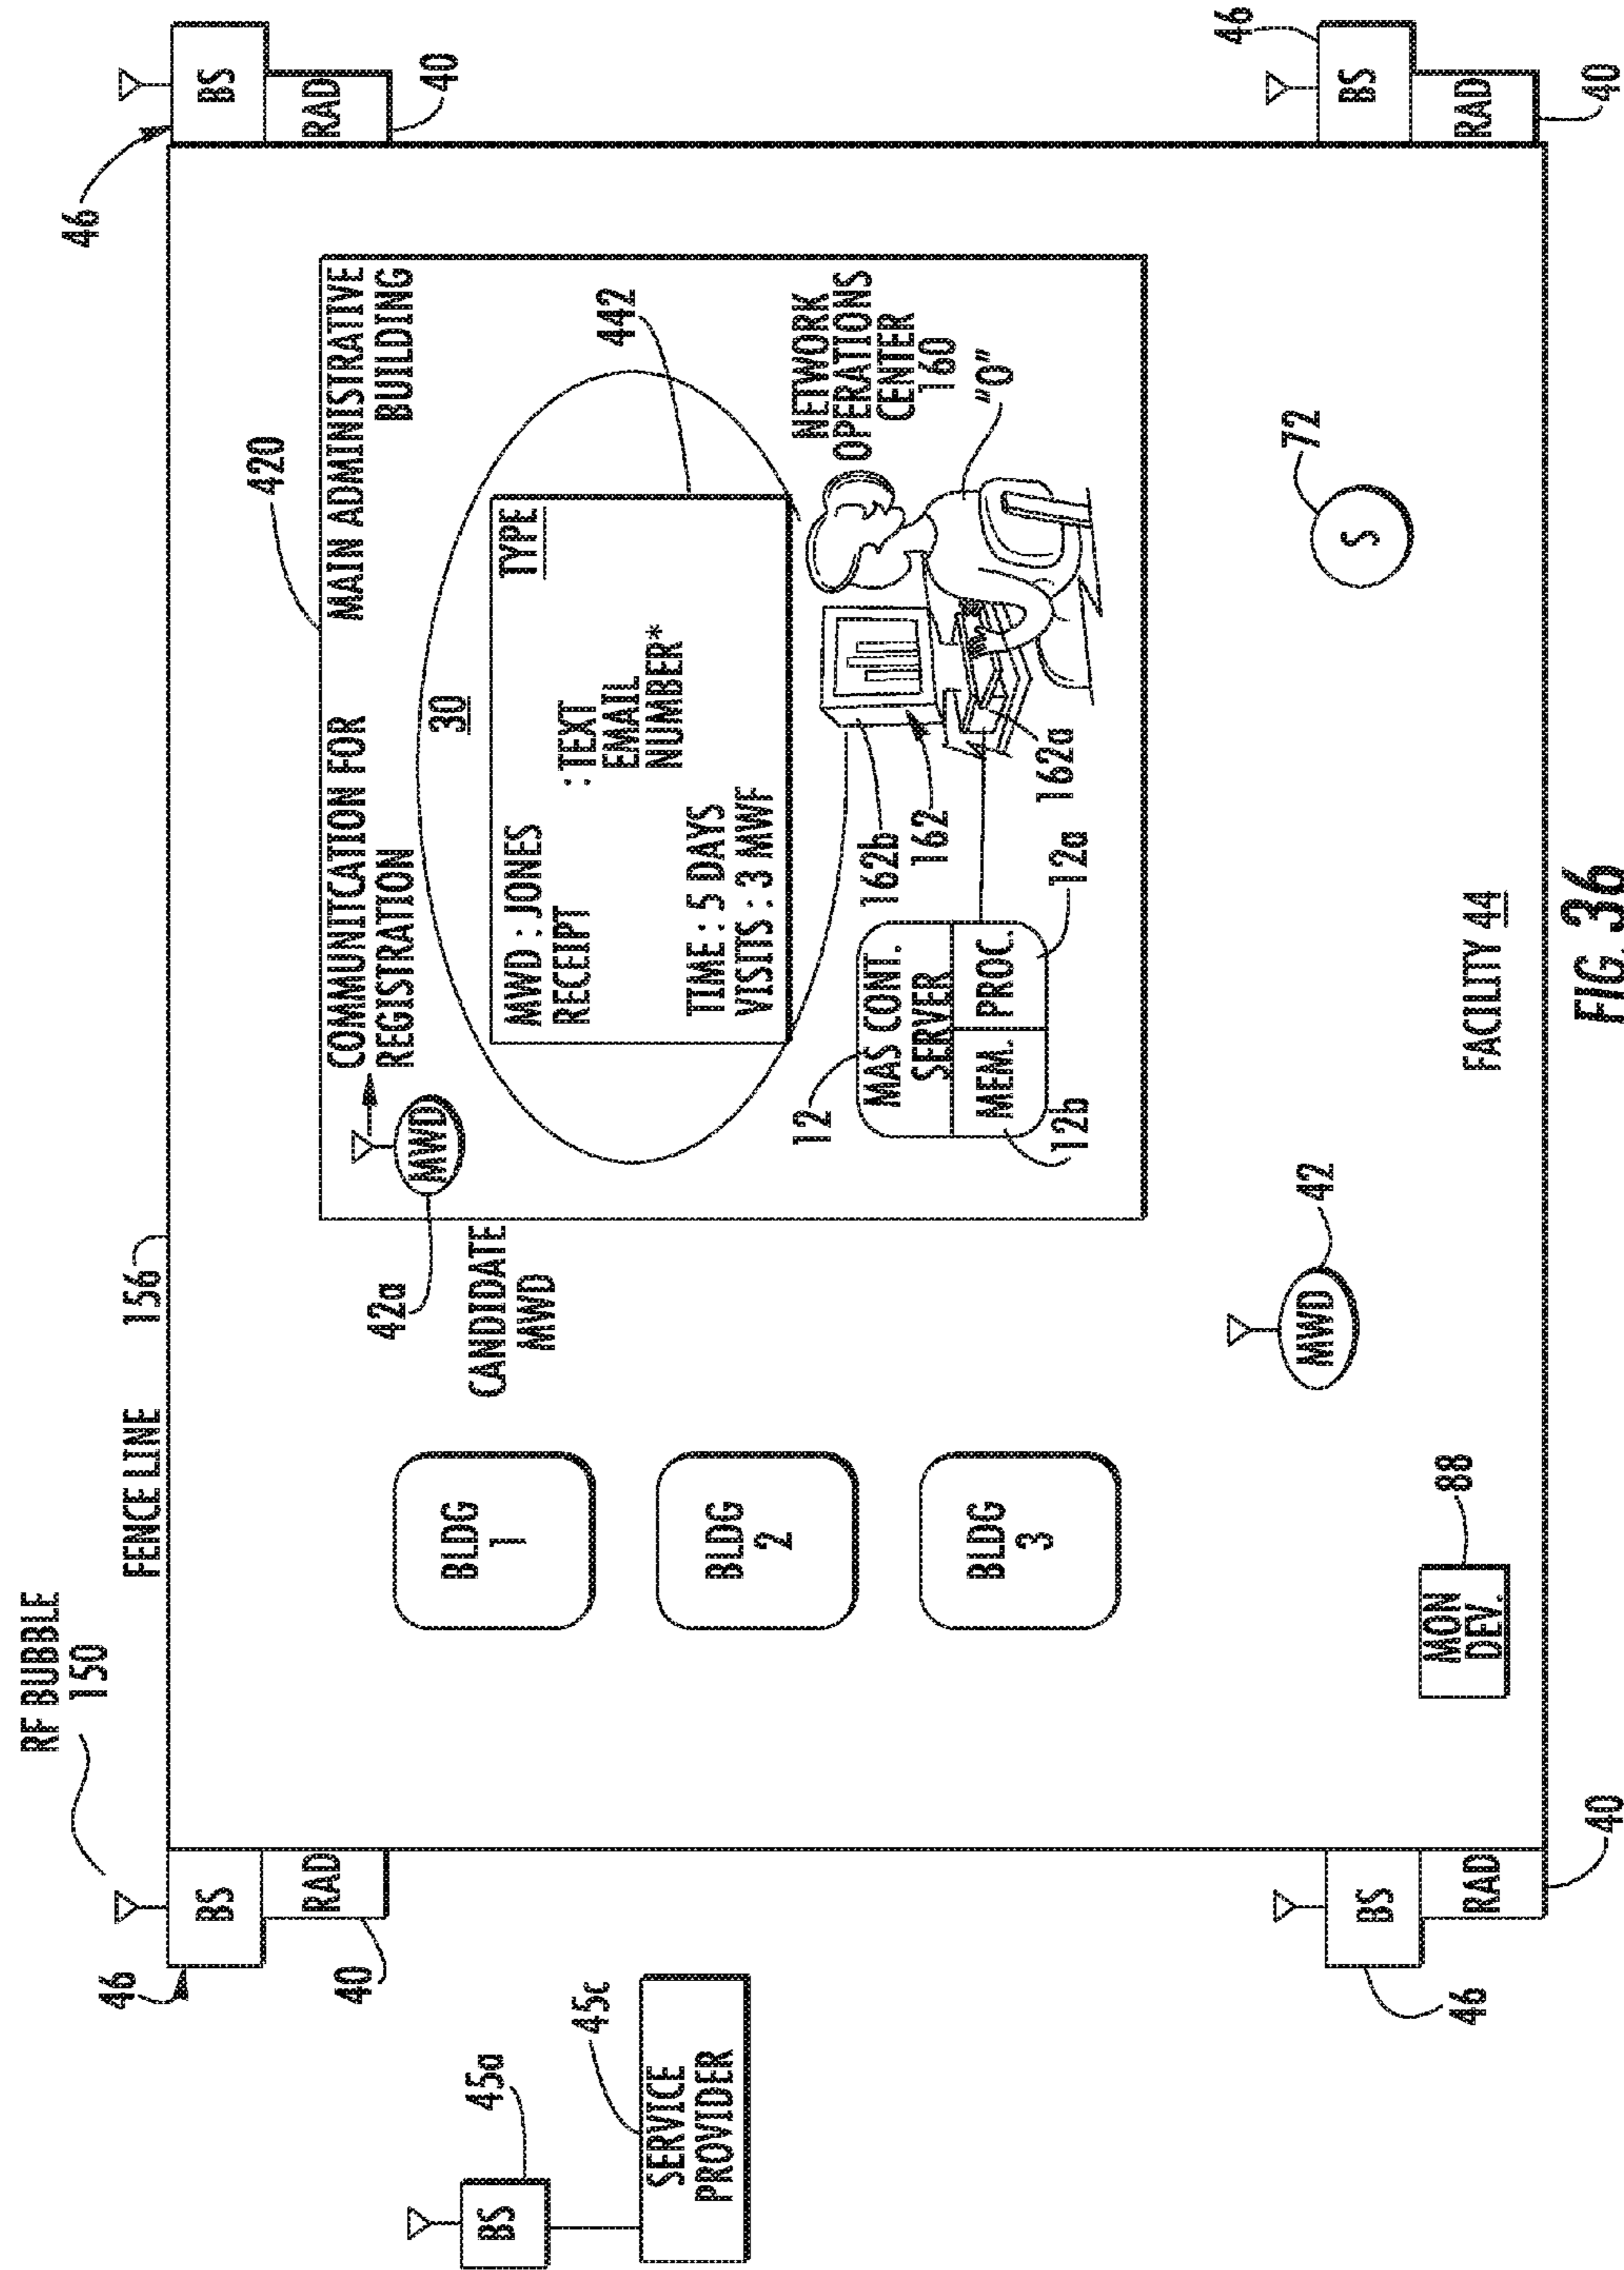 RF BUBBLE
150
FENCE LINE
156
46
BS
RAD
40
46
BS
RAD
40
45a
BS
45c
SERVICE
PROVIDER
420
COMMUNICATION FOR
REGISTRATION
MAIN ADMINISTRATIVE
BUILDING
MWD
42a
CANDIDATE
MWD
30
442
MWD : JONES
TYPE
RECEIPT
: TEXT
EMAIL
NUMBER*
TIME : 5 DAYS
VISITS : 3 MWF
NETWORK
OPERATIONS
CENTER
160
"O"
162b
162
162a
12
MAS CONT.
SERVER
MEM.
PROC.
12b
12a
BLDG
1
BLDG
2
BLDG
3
MWD
42
S
72
MON
DEV.
88
46
BS
RAD
40
46
BS
RAD
40
FACILITY 44
FIG. 36